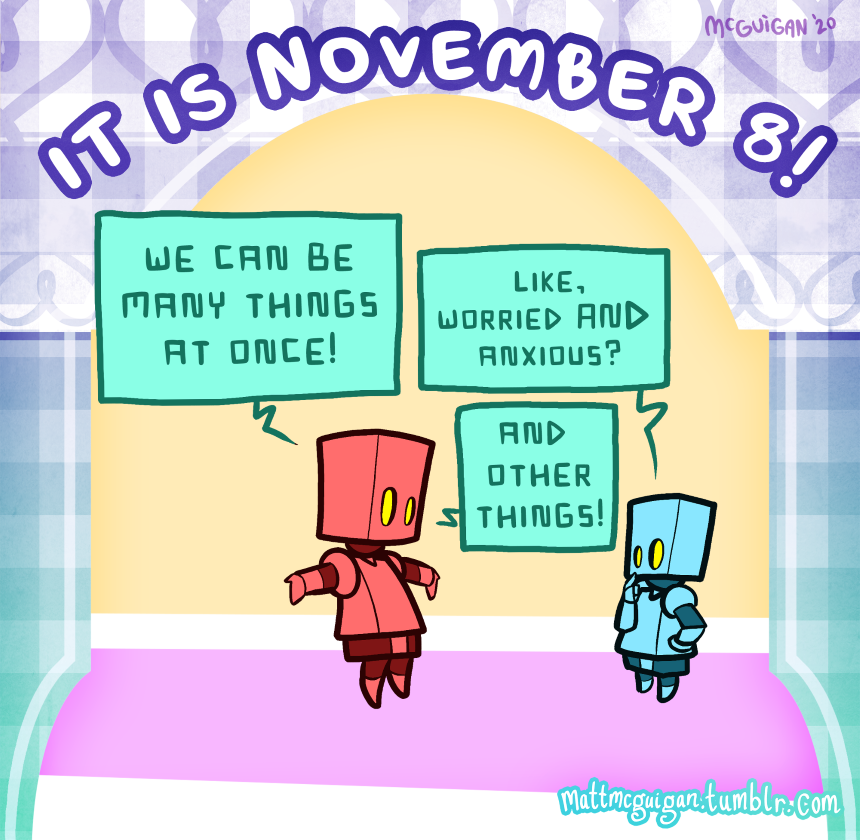 McGUiGAN '20
IT IS NOVEMBER 8!
WE CAN BE
MANY THINGS
AT ONCE!
LIKE,
WORRIED AND
ANXIOUS?
AND
OTHER
THINGS!
mattmcguigan.tumblr.com